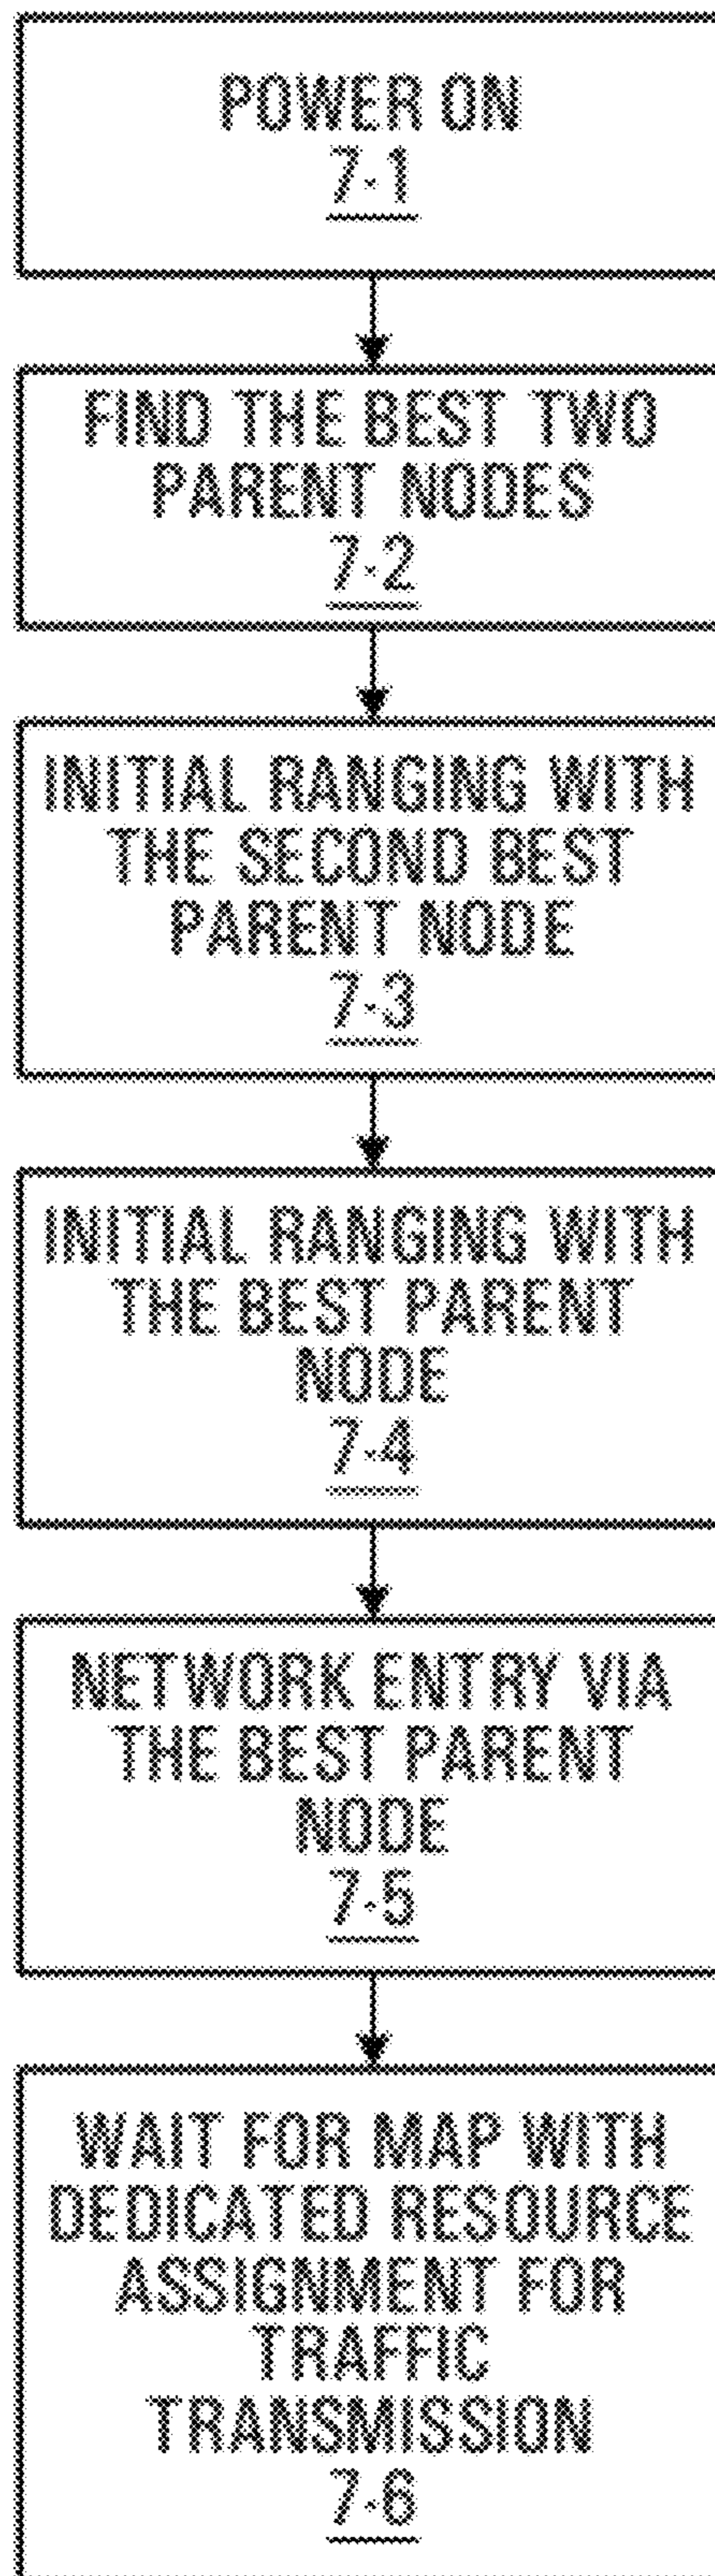 POWER ON
7-1
FIND THE BEST TWO
PARENT NODES
7-2
INITIAL RANGING WITH
THE SECOND BEST
PARENT NODE
7-3
INITIAL RANGING WITH
THE BEST PARENT
NODE
7-4
NETWORK ENTRY VIA
THE BEST PARENT
NODE
7-5
WAIT FOR MAP WITH
DEDICATED RESOURCE
ASSIGNMENT FOR
TRAFFIC
TRANSMISSION
7-6